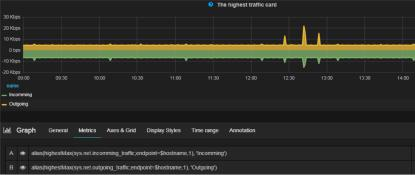 The highest traffic card
30 Kbps
20 Kbps
10 Kbps
0 bps
-10 Kbps
-20 Kbps
09:00 09:30 10:00 10:30 11:00 11:30 12:00 12:30 13:00 13:30 14:00
name
Incomming
Outgoing
Graph General Metrics Axes & Grid Display Styles Time range Annotation
A alias(highestMax(sys.net.incomming_traffic;endpoint=$hostname,1), 'Incomming')
B alias(highestMax(sys.net.outgoing_traffic;endpoint=$hostname,1), 'Outgoing')